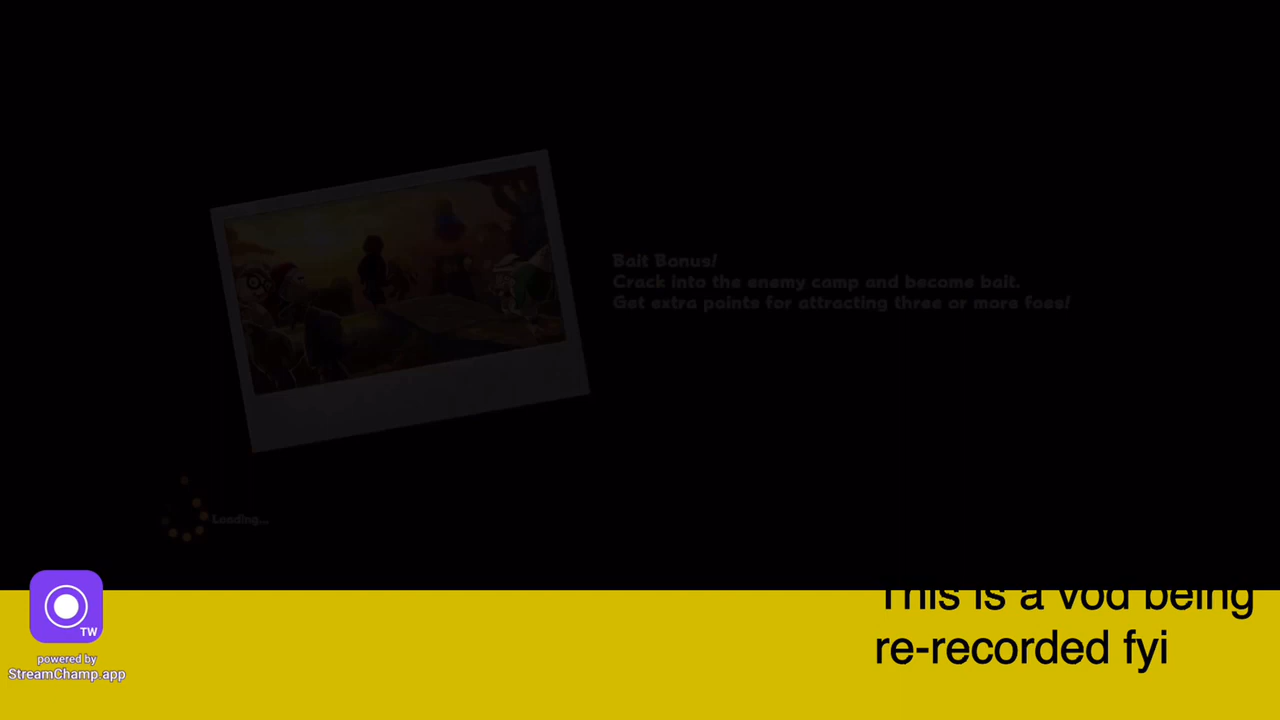 Bait Bonus!
Crack into the enemy camp and become bait.
Get extra points for attracting three or more foes!
Loading...
This is a vod being
re-recorded fyi
TW
powered by
StreamChamp.app